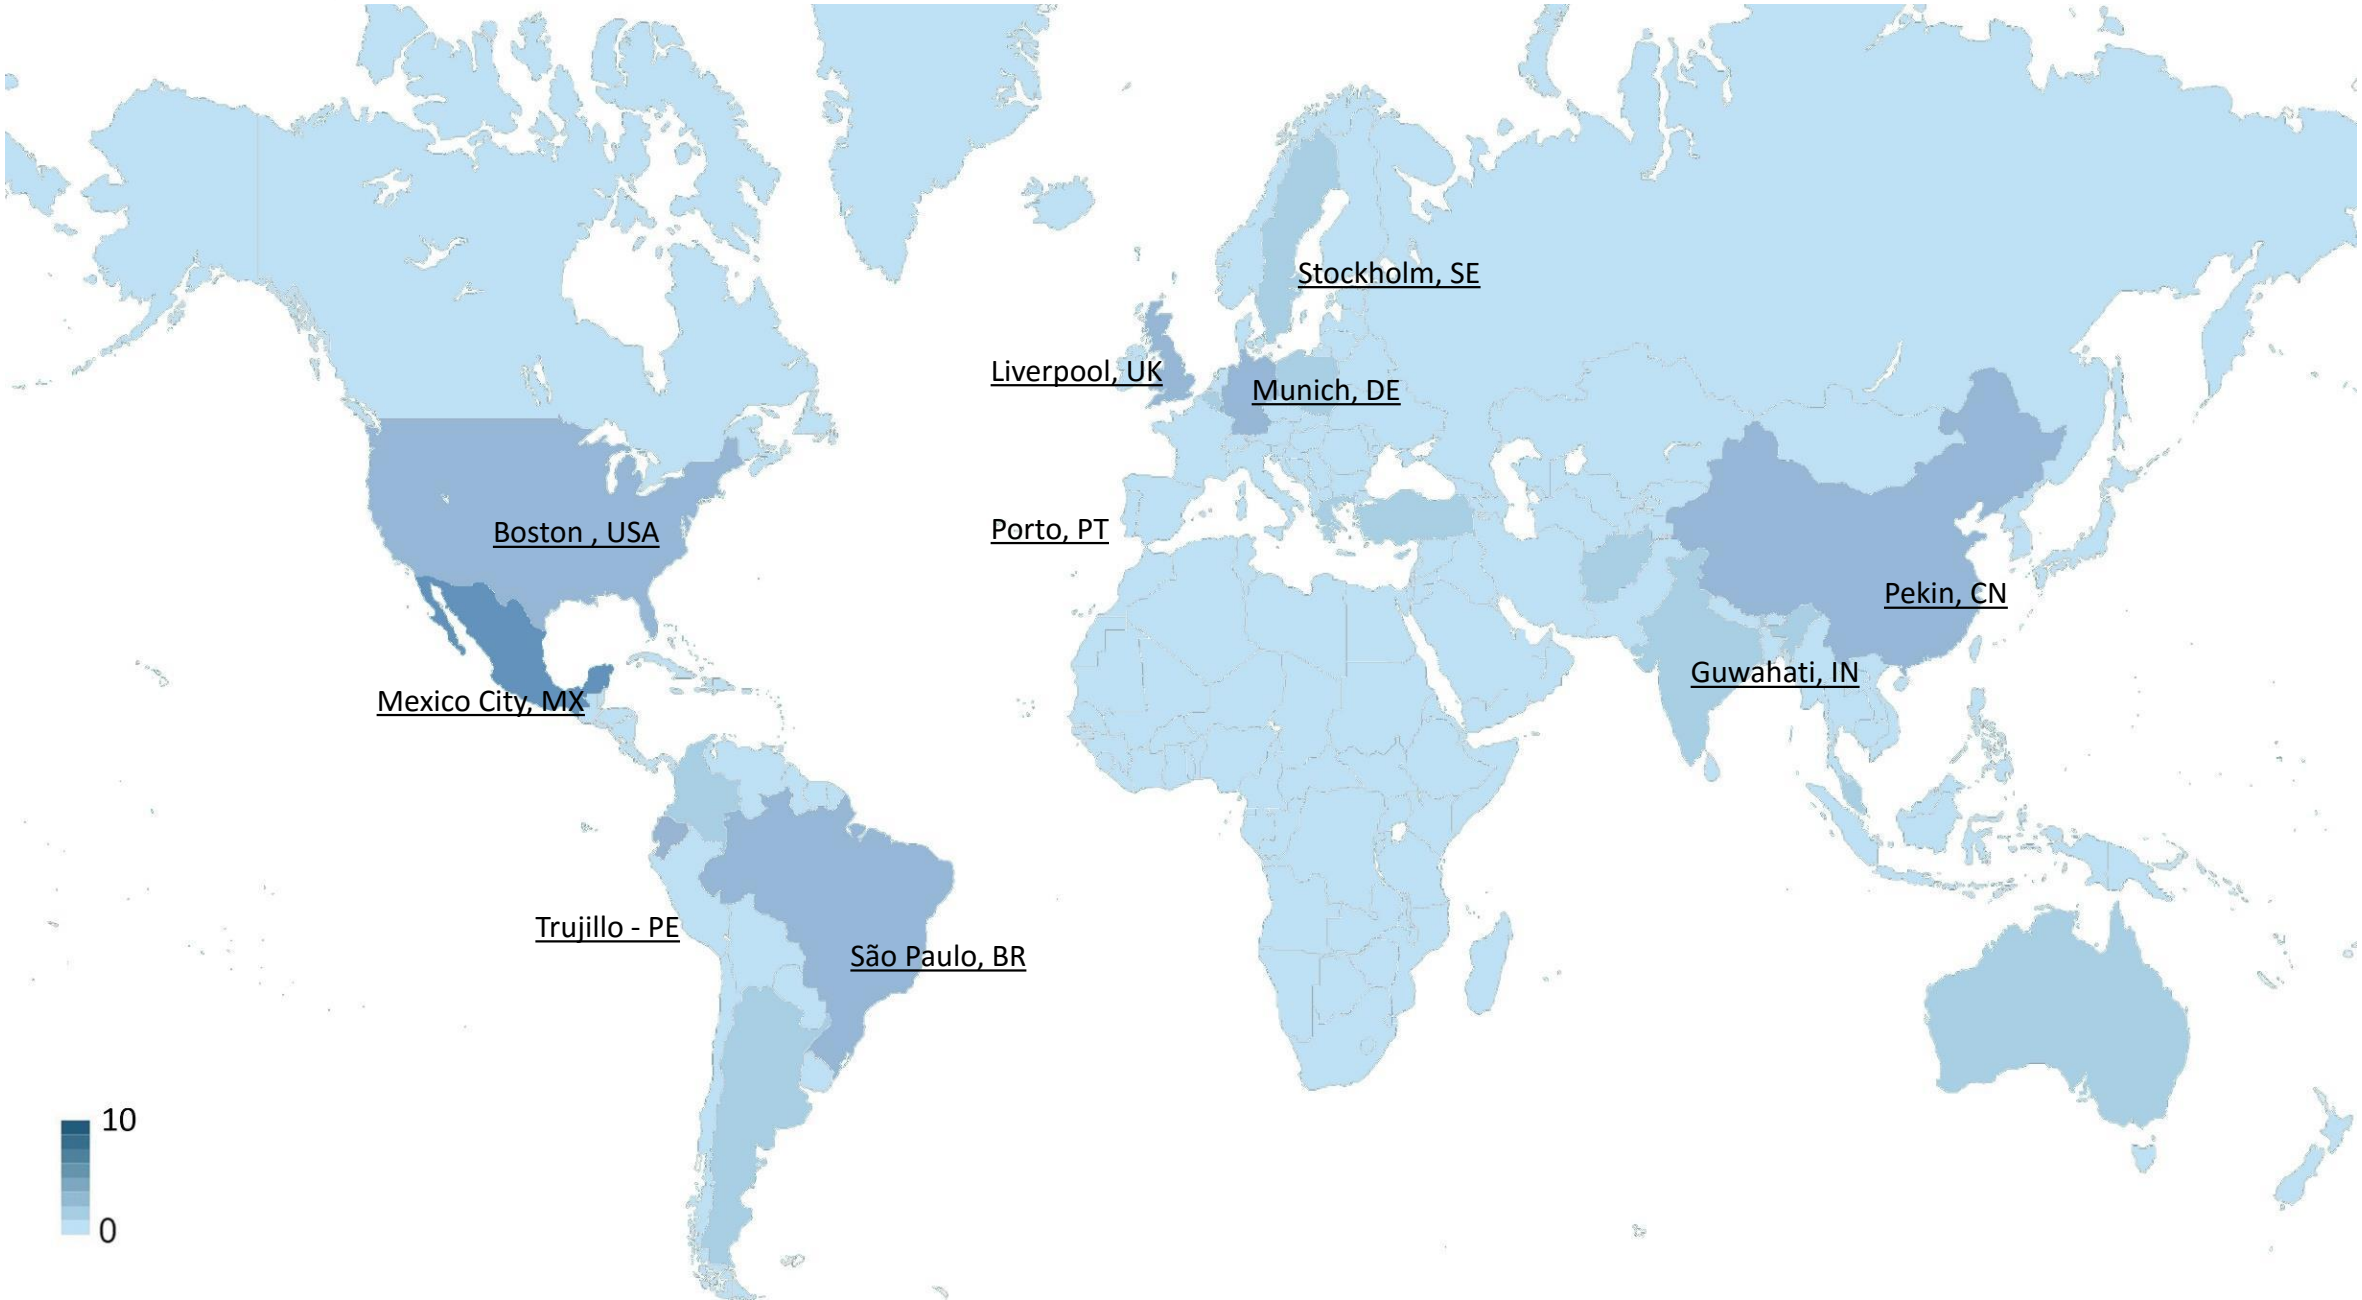 Stockholm, SE
Liverpool, UK
Munich, DE
Boston , USA
Porto, PT
Pekin, CN
Guwahati, IN
Mexico City, MX
Trujillo - PE
São Paulo, BR
10
0